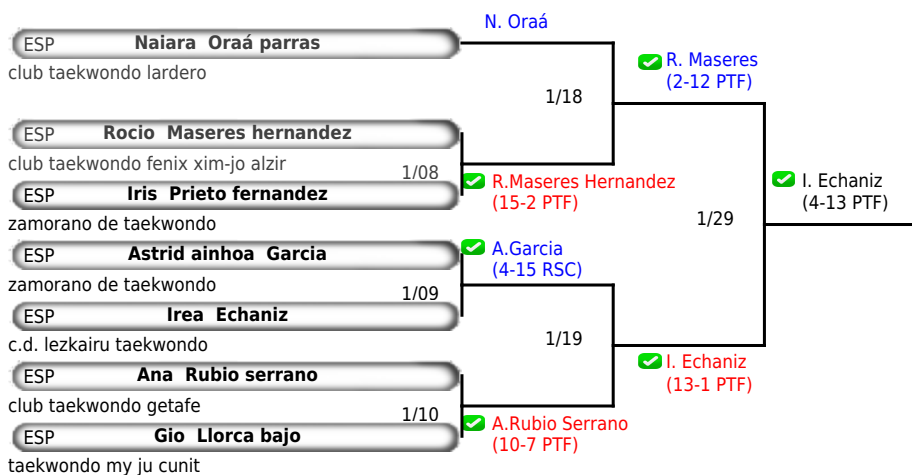 N. Oraá
ESP Naiara Oraá parras
club taekwondo lardero
R. Maseres
(2-12 PTF)
1/18
ESP Rocio Maseres hernandez
club taekwondo fenix xim-jo alzir
1/08
R.Maseres Hernandez
(15-2 PTF)
I. Echaniz
(4-13 PTF)
ESP Iris Prieto fernandez
zamorano de taekwondo
1/29
ESP Astrid ainhoa Garcia
zamorano de taekwondo
A.Garcia
(4-15 RSC)
1/09
ESP Irea Echaniz
c.d. lezkairu taekwondo
1/19
I. Echaniz
(13-1 PTF)
ESP Ana Rubio serrano
club taekwondo getafe
1/10
A.Rubio Serrano
(10-7 PTF)
ESP Gio Llorca bajo
taekwondo my ju cunit